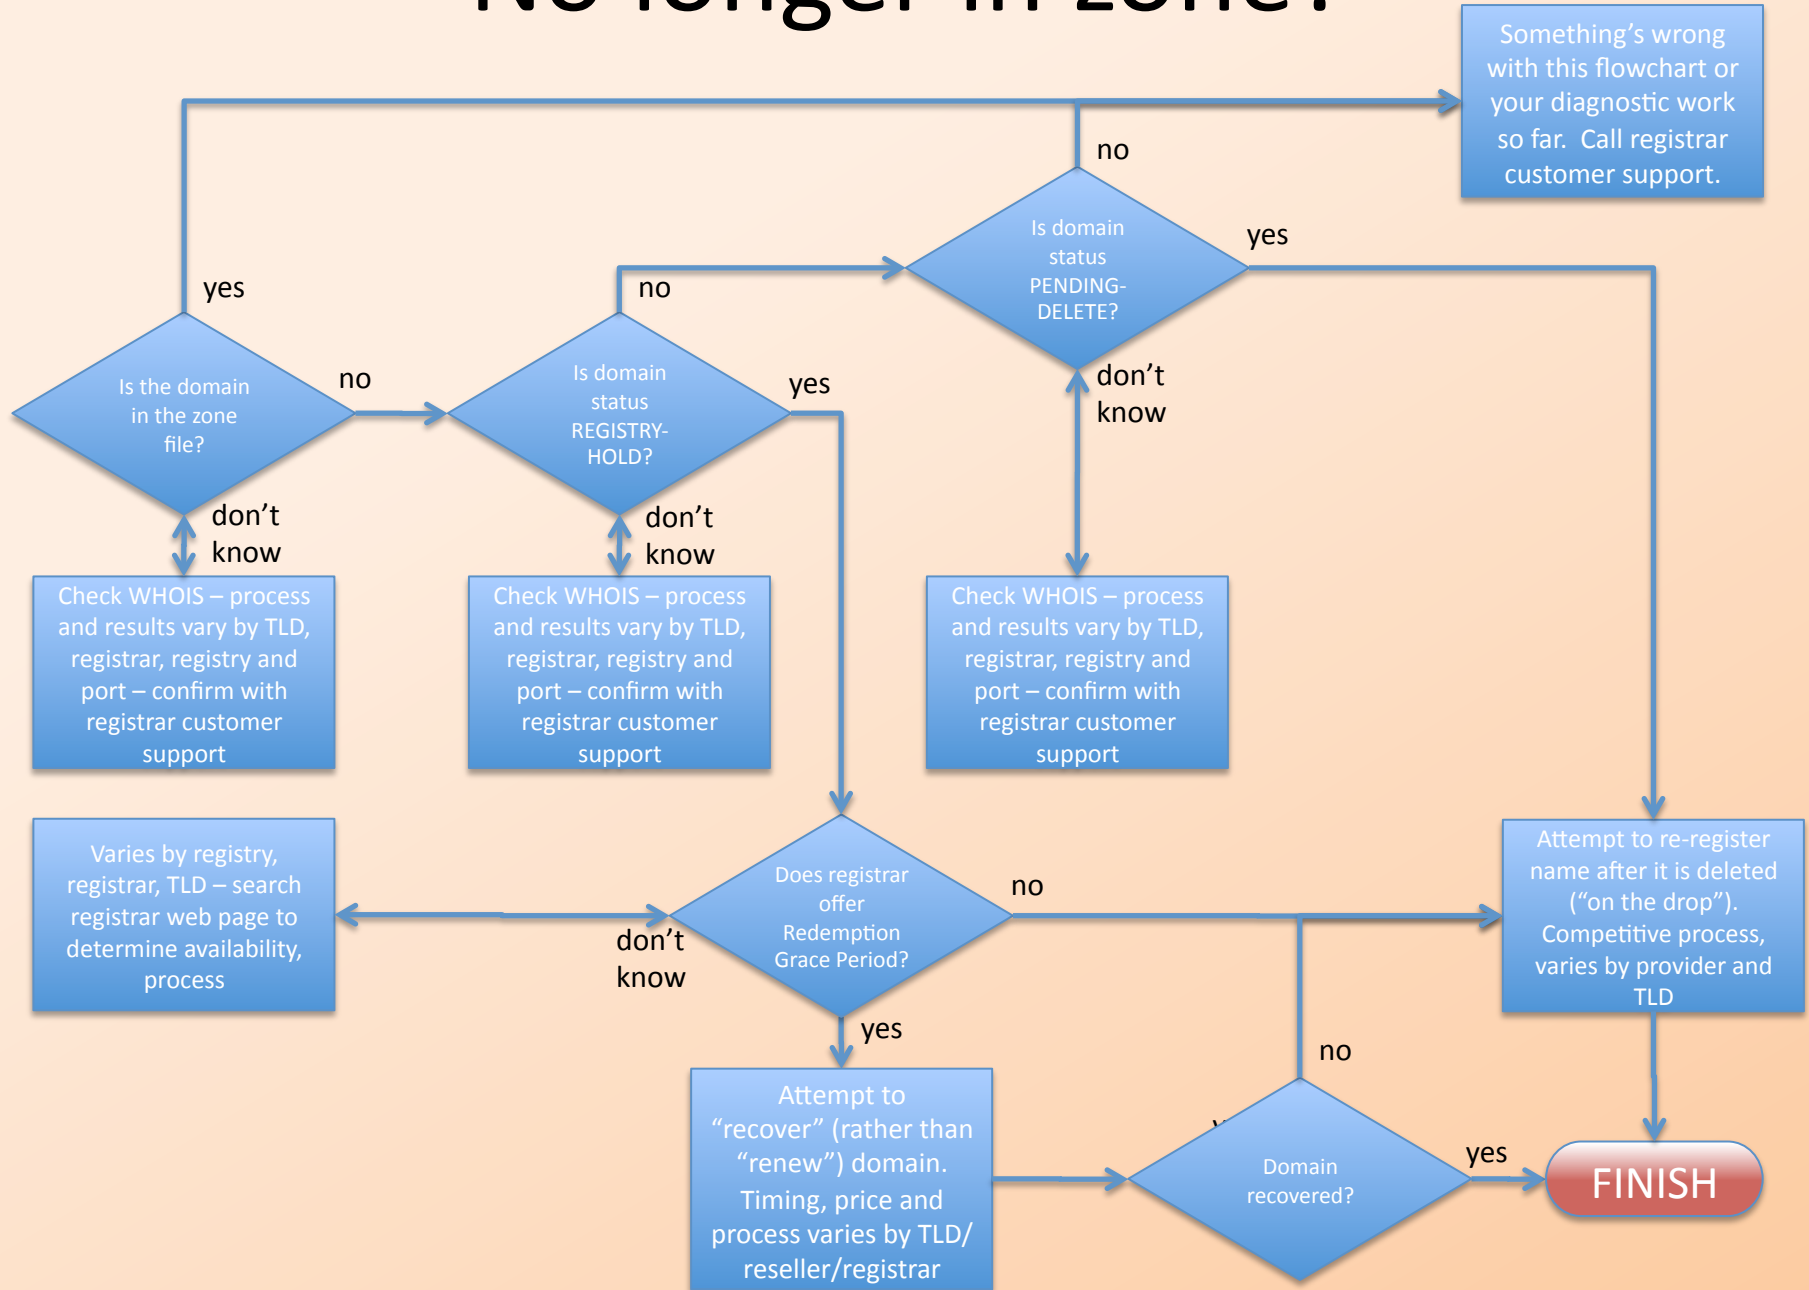 No longer in zone?
Something's wrong
with this flowchart or
your diagnostic work
so far.  Call registrar
customer support.
no
Is domain
status
PENDING-
DELETE?
yes
yes
no
Is the domain
in the zone
file?
no
Is domain
status
REGISTRY-
HOLD?
yes
don't
know
don't
know
don't
know
Check WHOIS – process
and results vary by TLD,
registrar, registry and
port – confirm with
registrar customer
support
Check WHOIS – process
and results vary by TLD,
registrar, registry and
port – confirm with
registrar customer
support
Check WHOIS – process
and results vary by TLD,
registrar, registry and
port – confirm with
registrar customer
support
Varies by registry,
registrar, TLD – search
registrar web page to
determine availability,
process
don't
know
Does registrar
offer
Redemption
Grace Period?
no
Attempt to re-register
name after it is deleted
(“on the drop”).
Competitive process,
varies by provider and
TLD
yes
Attempt to
“recover” (rather than
“renew”) domain.
Timing, price and
process varies by TLD/
reseller/registrar
no
Domain
recovered?
yes
FINISH